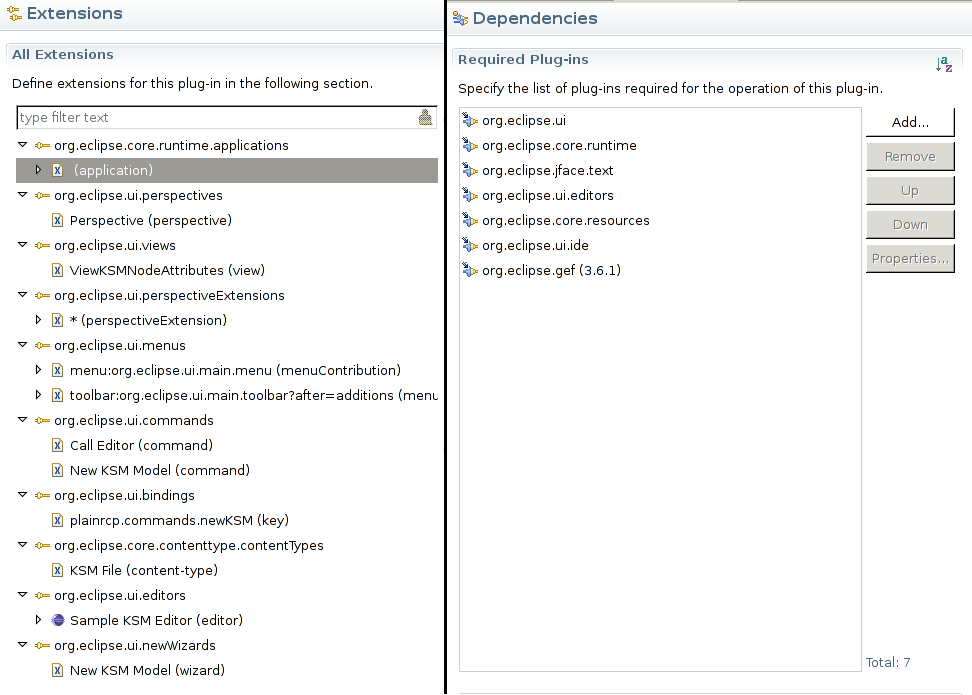 Extensions
All Extensions
Define extensions for this plug-in in the following section.
type filter text
org.eclipse.core.runtime.applications
(application)
org.eclipse.ui.perspectives
Perspective (perspective)
org.eclipse.ui.views
ViewKSMNodeAttributes (view)
org.eclipse.ui.perspectiveExtensions
* (perspectiveExtension)
org.eclipse.ui.menus
menu:org.eclipse.ui.main.menu (menuContribution)
toolbar:org.eclipse.ui.main.toolbar?after=additions (menu
org.eclipse.ui.commands
Call Editor (command)
New KSM Model (command)
org.eclipse.ui.bindings
plainrcp.commands.newKSM (key)
org.eclipse.core.contenttype.contentTypes
KSM File (content-type)
org.eclipse.ui.editors
Sample KSM Editor (editor)
org.eclipse.ui.newWizards
New KSM Model (wizard)
Dependencies
Required Plug-ins
Specify the list of plug-ins required for the operation of this plug-in.
org.eclipse.ui
org.eclipse.core.runtime
org.eclipse.jface.text
org.eclipse.ui.editors
org.eclipse.core.resources
org.eclipse.ui.ide
org.eclipse.gef (3.6.1)
Add...
Remove
Up
Down
Properties...
Total: 7